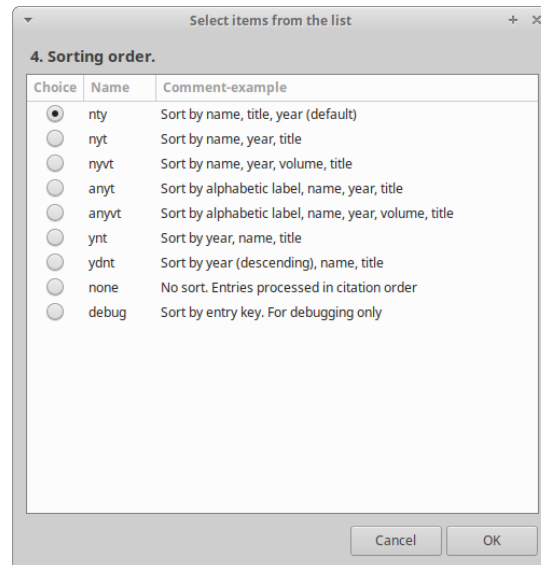 Select items from the list
4. Sorting order.
Choice Name Comment-example
nty Sort by name, title, year (default)
nyt Sort by name, year, title
nyvt Sort by name, year, volume, title
anyt Sort by alphabetic label, name, year, title
anyvt Sort by alphabetic label, name, year, volume, title
ynt Sort by year, name, title
ydnt Sort by year (descending), name, title
none No sort. Entries processed in citation order
debug Sort by entry key. For debugging only
Cancel OK